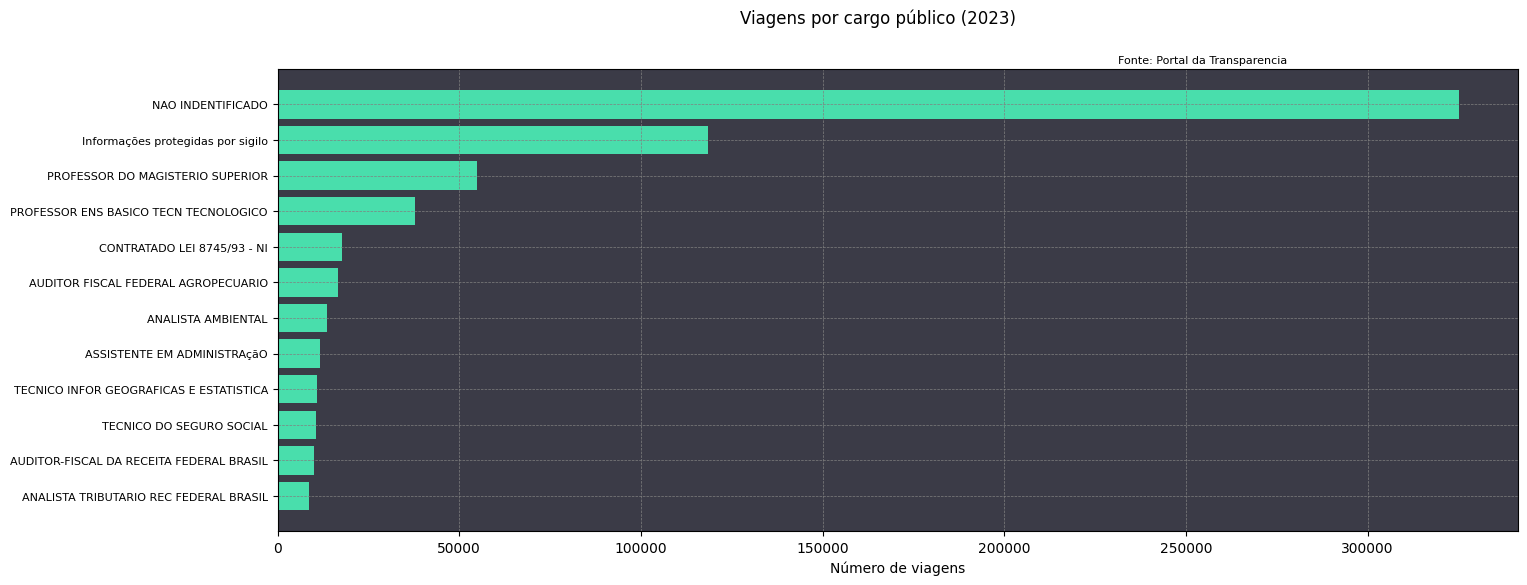 Viagens por cargo público (2023)
Fonte: Portal da Transparencia
NAO INDENTIFICADO
Informações protegidas por sigilo
PROFESSOR DO MAGISTERIO SUPERIOR
PROFESSOR ENS BASICO TECN TECNOLOGICO
CONTRATADO LEI 8745/93 - NI
AUDITOR FISCAL FEDERAL AGROPECUARIO
ANALISTA AMBIENTAL
ASSISTENTE EM ADMINISTRAçãO
TECNICO INFOR GEOGRAFICAS E ESTATISTICA
TECNICO DO SEGURO SOCIAL
AUDITOR-FISCAL DA RECEITA FEDERAL BRASIL
ANALISTA TRIBUTARIO REC FEDERAL BRASIL
0 50000 100000 150000 200000 250000 300000
Número de viagens